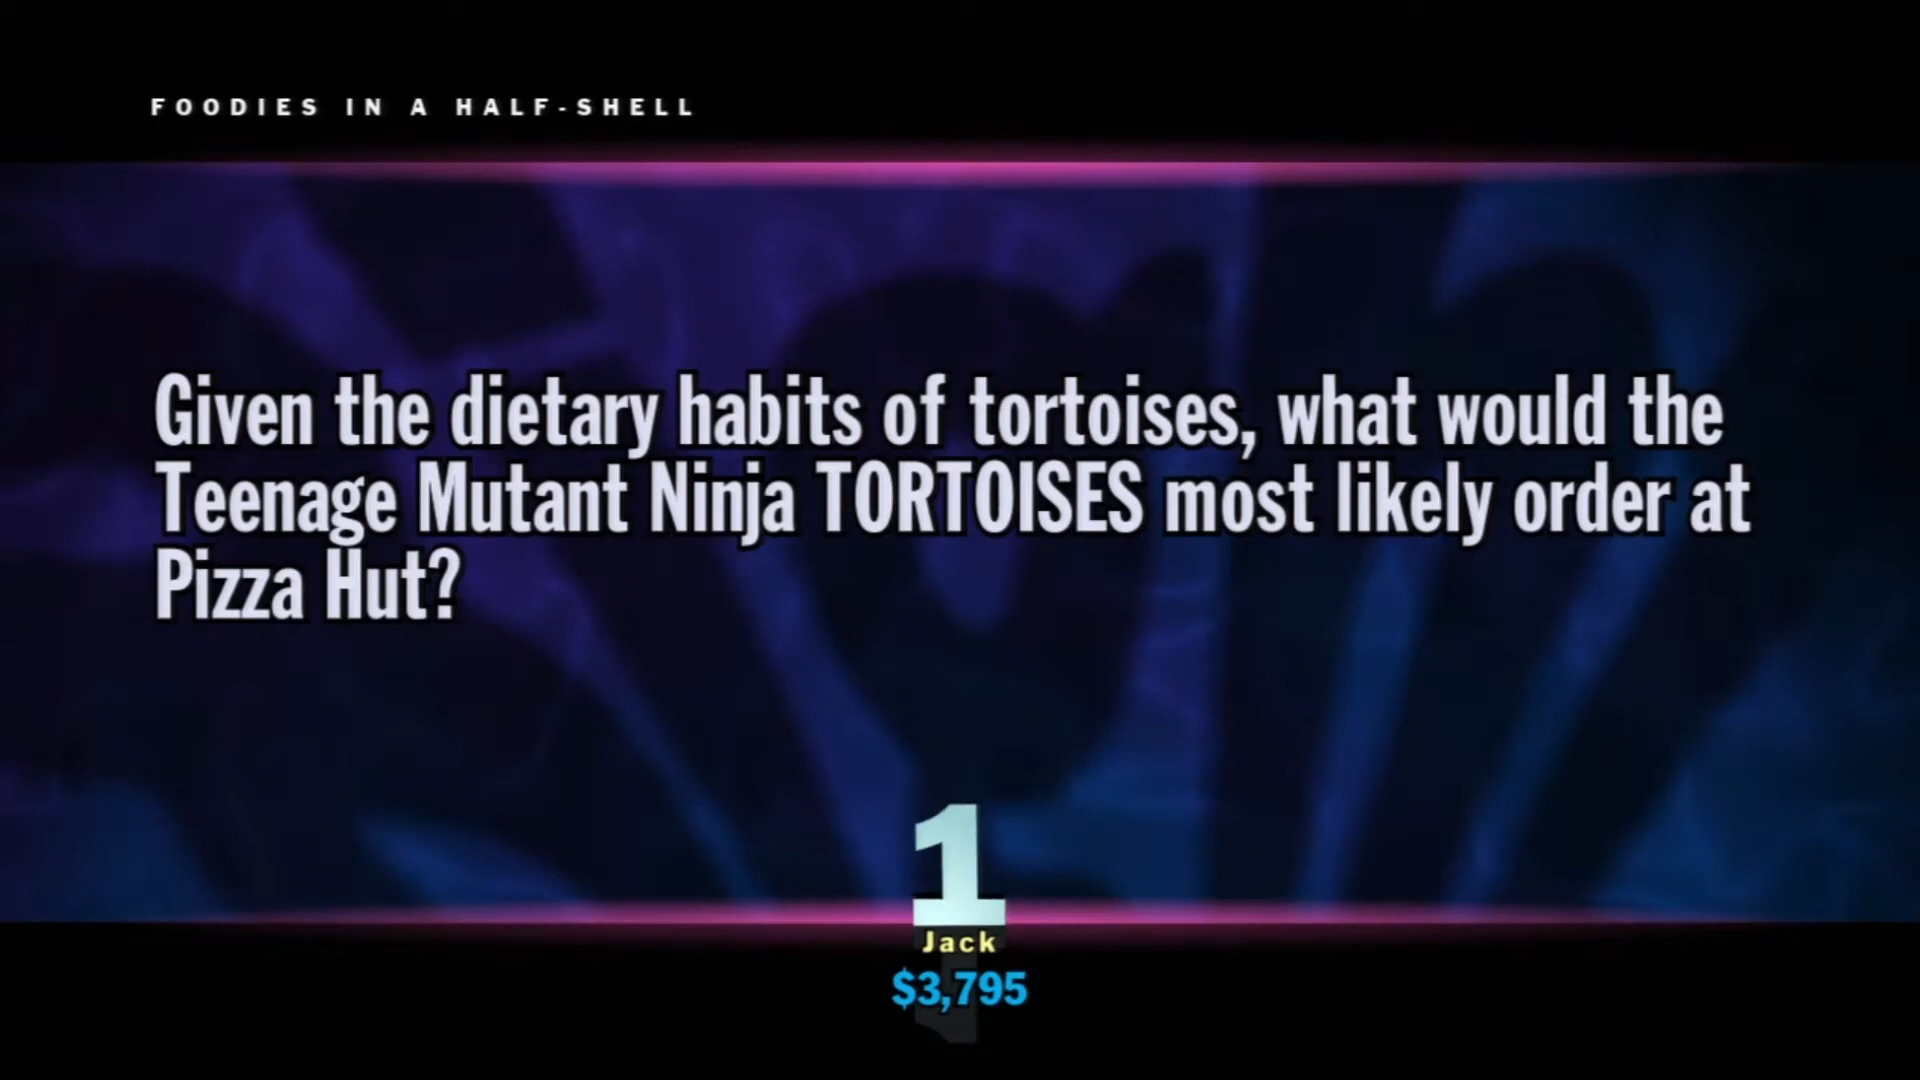 FOODIES IN A HALF-SHELL
Given the dietary habits of tortoises, what would the
Teenage Mutant Ninja TORTOISES most likely order at
Pizza Hut?
1
Jack
$3,795